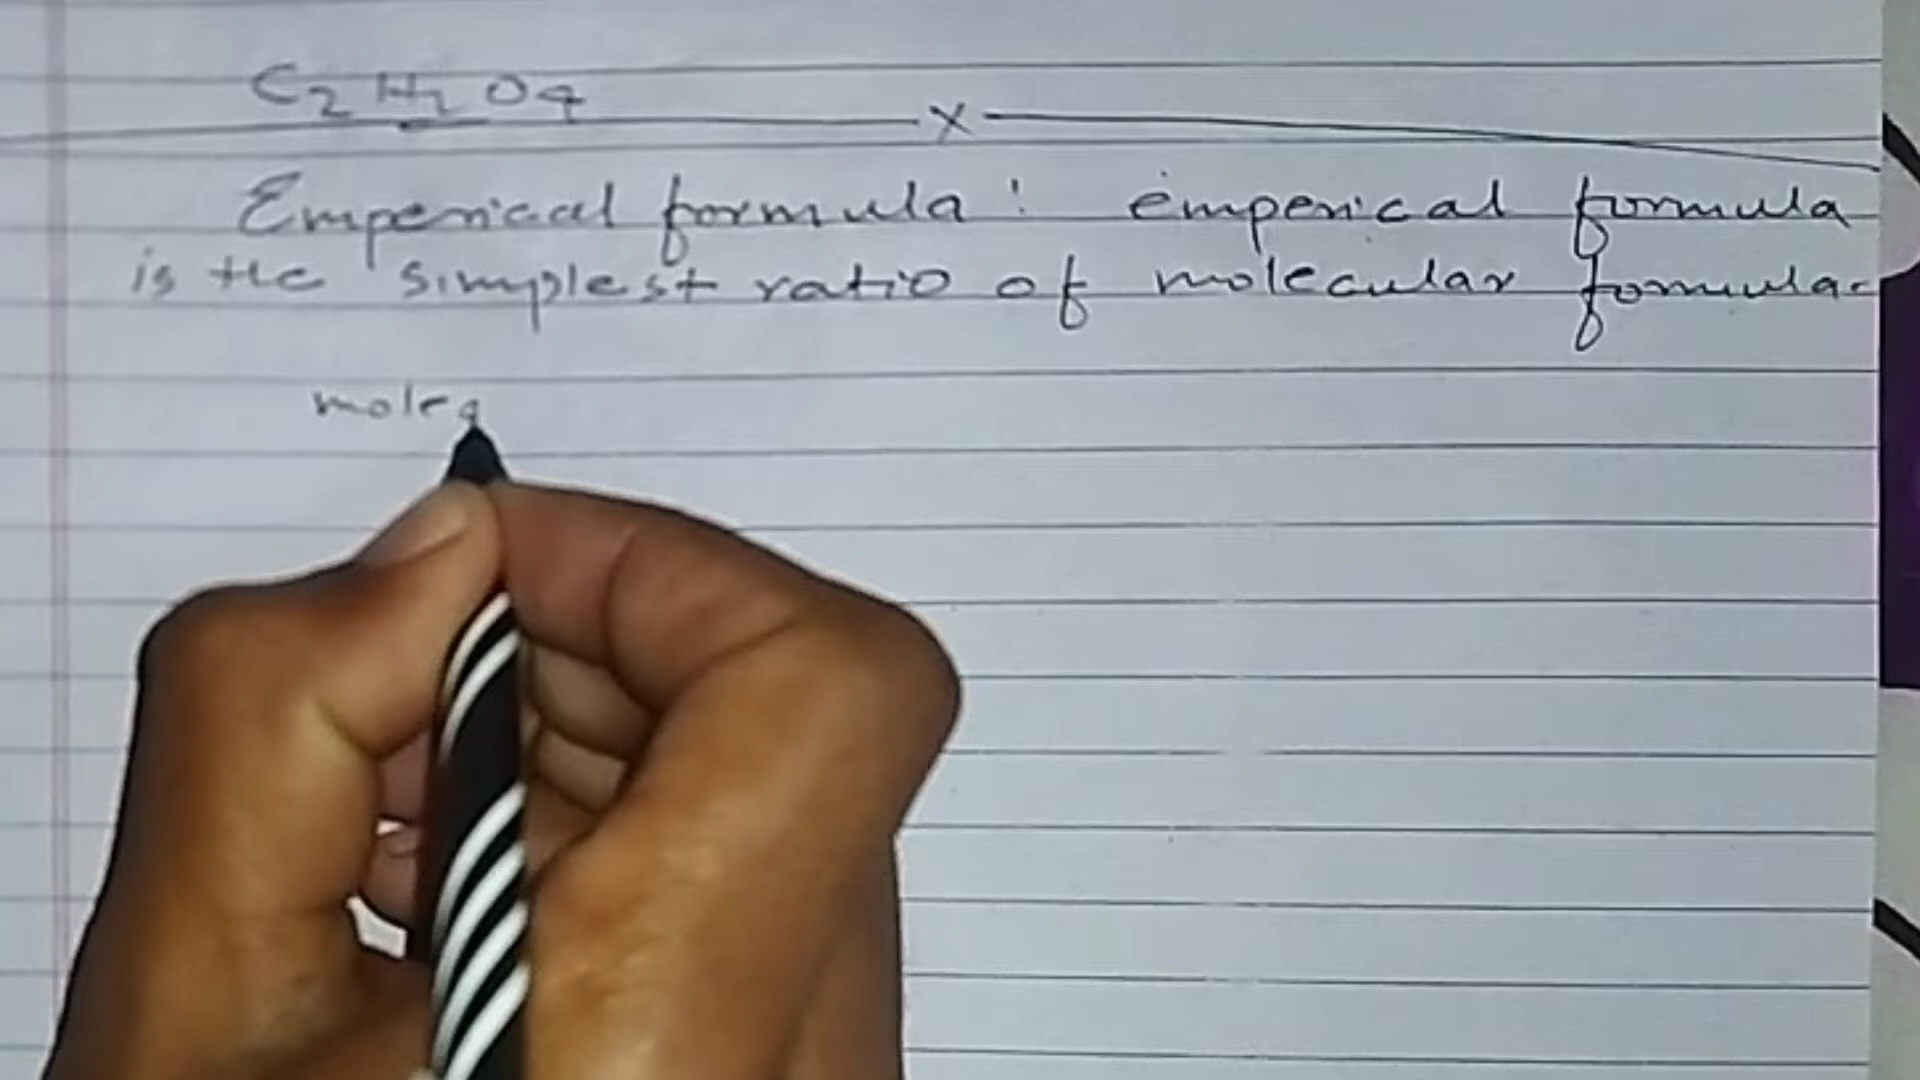 C2H2O4
x
Emperical formula : emperical formula
is the simplest ratio of molecular formula
molec